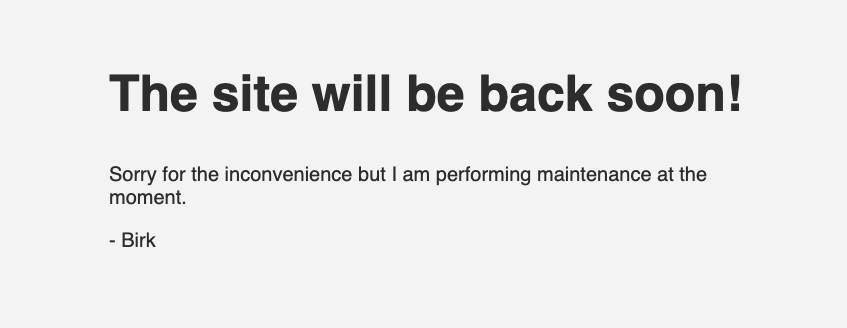 The site will be back soon!
Sorry for the inconvenience but I am performing maintenance at the
moment.
- Birk